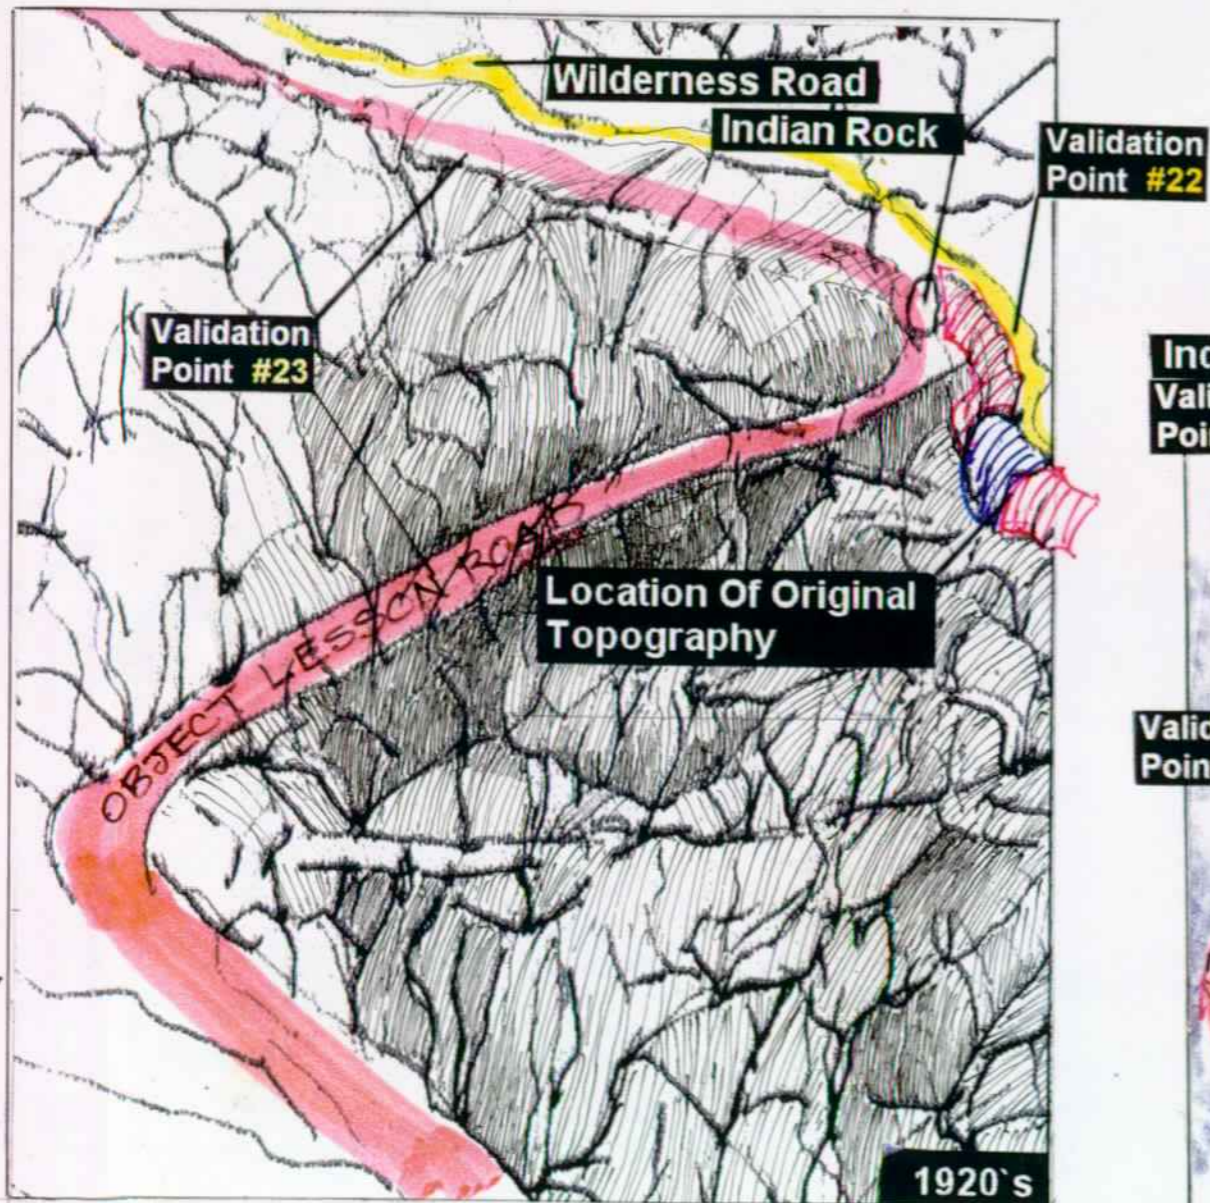 Wilderness Road
Indian Rock
Validation
Point #22
Validation
Point #23
OBJECT LESSON ROAD
Location Of Original
Topography
1920`s